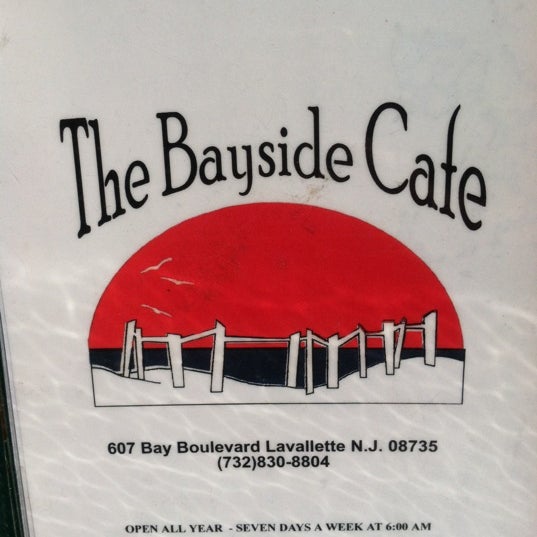 The Bayside Cafe
607 Bay Boulevard Lavallette N.J. 08735
(732)830-8804
OPEN ALL YEAR - SEVEN DAYS A WEEK AT 6:00 AM